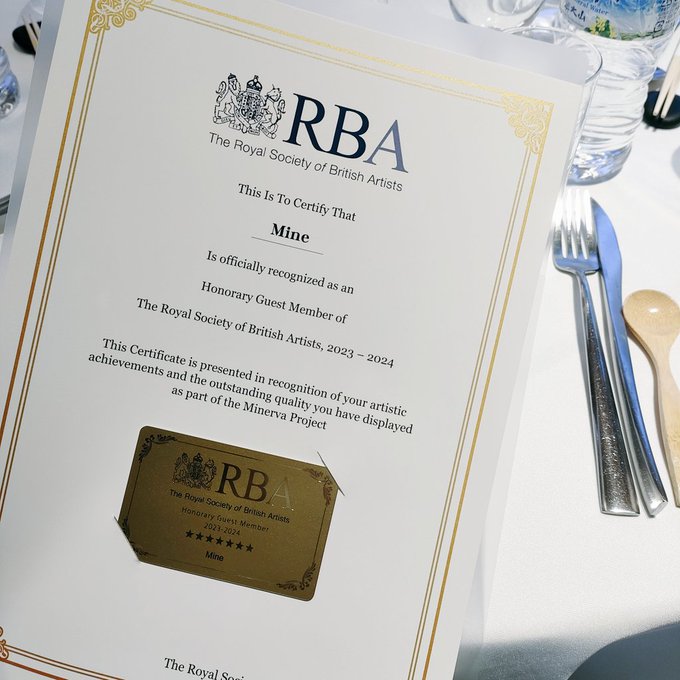 RBA
The Royal Society of British Artists
This Is To Certify That
Mine
Is officially recognized as an
Honorary Guest Member of
The Royal Society of British Artists, 2023 – 2024
This Certificate is presented in recognition of your artistic
achievements and the outstanding quality you have displayed
as part of the Minerva Project
RBA
The Royal Society of British Artists
Honorary Guest Member
2023-2024
★★★★★★★
Mine
The Royal